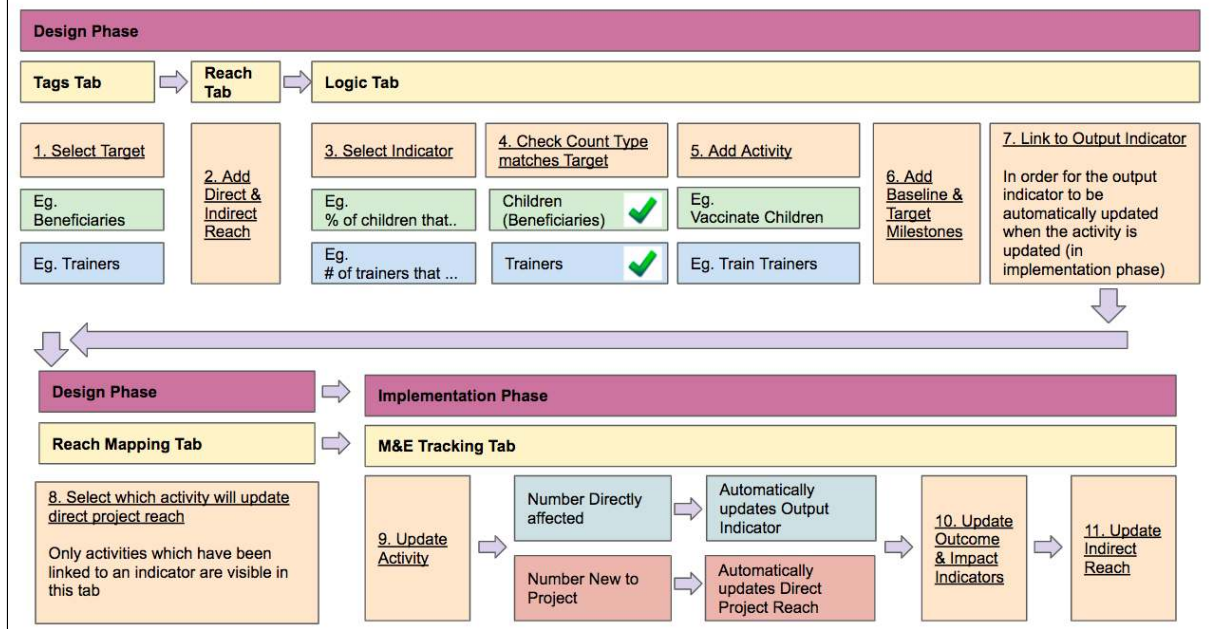 Design Phase
Tags Tab
Reach
Tab
Logic Tab
1. Select Target
Eg.
Beneficiaries
Eg. Trainers
2. Add
Direct &
Indirect
Reach
3. Select Indicator
Eg.
% of children that..
Eg.
# of trainers that ...
4. Check Count Type
matches Target
Children
(Beneficiaries)
Trainers
5. Add Activity
Eg.
Vaccinate Children
Eg. Train Trainers
6. Add
Baseline &
Target
Milestones
7. Link to Output Indicator
In order for the output
indicator to be
automatically updated
when the activity is
updated (in
implementation phase)
Design Phase
Implementation Phase
Reach Mapping Tab
M&E Tracking Tab
8. Select which activity will update
direct project reach
Only activities which have been
linked to an indicator are visible in
this tab
9. Update
Activity
Number Directly
affected
Automatically
updates Output
Indicator
Number New to
Project
Automatically
updates Direct
Project Reach
10. Update
Outcome
& Impact
Indicators
11. Update
Indirect
Reach